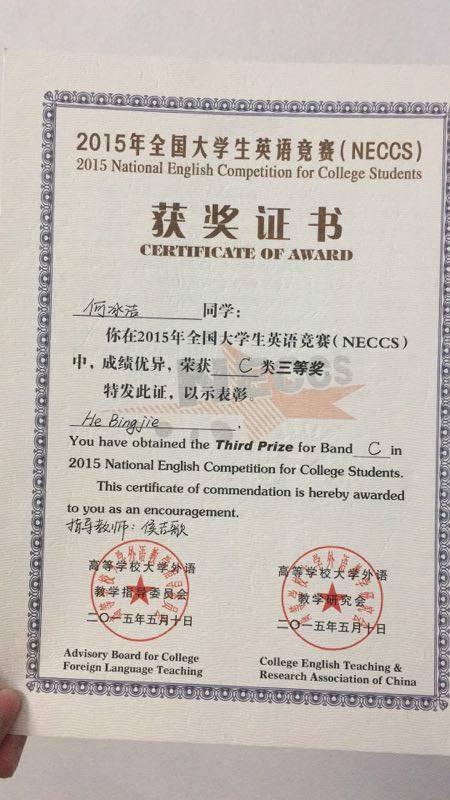 2015年全国大学生英语竞赛(NECCS)
2015 National English Competition for College Students
获奖证书
CERTIFICATE OF AWARD
何冰洁 同学:
你在2015年全国大学生英语竞赛(NECCS)
中,成绩优异,荣获 C 类三等奖。
特发此证,以示表彰。
NECCS
He Bingjie ,
You have obtained the Third Prize for Band C in
2015 National English Competition for College Students.
This certificate of commendation is hereby awarded
to you as an encouragement.
指导教师:侯吉歌
高等学校大学外语
教学指导委员会
二〇一五年五月十日
Advisory Board for College
Foreign Language Teaching
高等学校大学外语
教学研究会
二〇一五年五月十日
College English Teaching &
Research Association of China